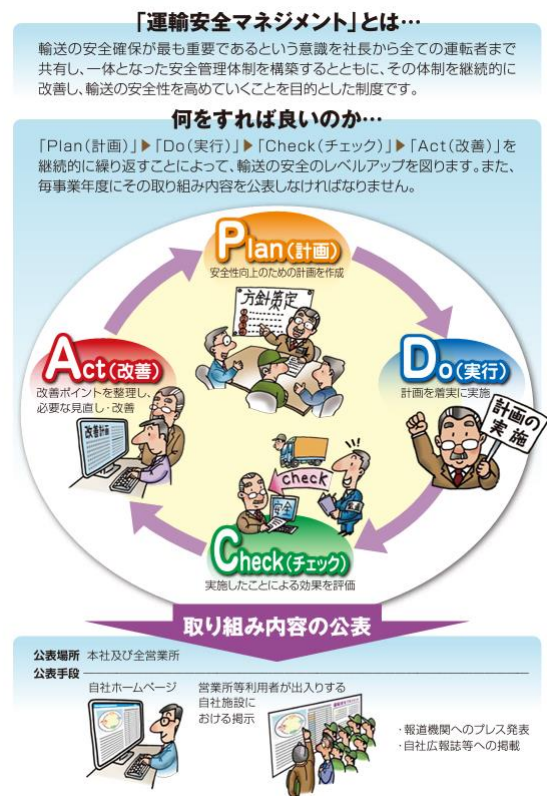 「運輸安全マネジメント」とは…
輸送の安全確保が最も重要であるという意識を社長から全ての運転者まで
共有し、一体となった安全管理体制を構築するとともに、その体制を継続的に
改善し、輸送の安全性を高めていくことを目的とした制度です。
何をすれば良いのか…
「Plan(計画)」▶「Do(実行)」▶「Check(チェック)」▶「Act(改善)」を
継続的に繰り返すことによって、輸送の安全のレベルアップを図ります。また、
毎事業年度にその取り組み内容を公表しなければなりません。
Plan(計画)
安全性向上のための計画を作成
方針策定
Act(改善)
改善ポイントを整理し、
必要な見直し・改善
改善計画
Do(実行)
計画を着実に実施
計画の
実施
check
安全
Check(チェック)
実施したことによる効果を評価
取り組み内容の公表
公表場所 本社及び全営業所
公表手段
自社ホームページ
営業所等利用者が出入りする
自社施設に
おける掲示
・報道機関へのプレス発表
・自社広報誌等への掲載